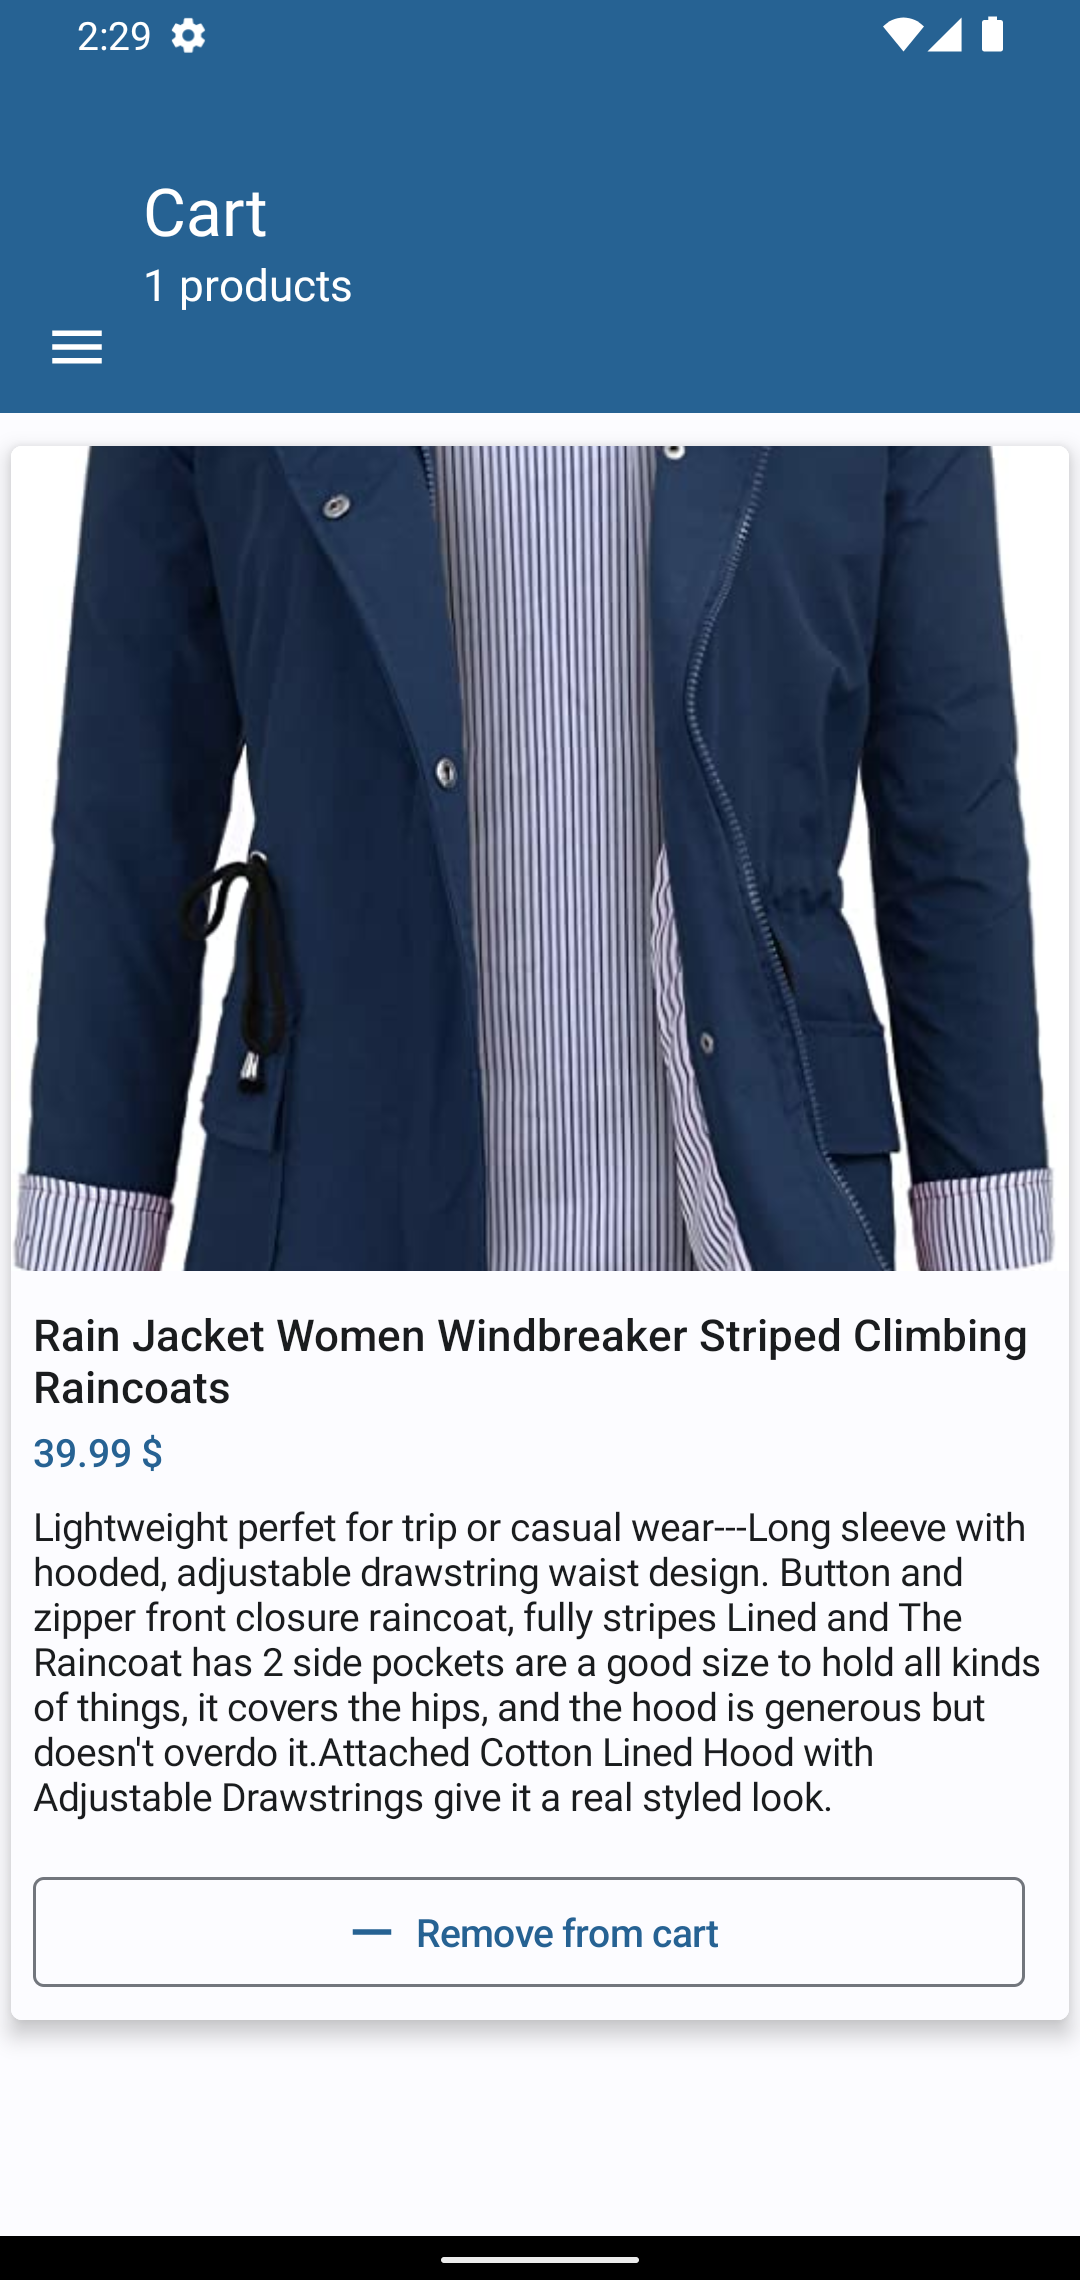 2:29
Cart
1 products
Rain Jacket Women Windbreaker Striped Climbing
Raincoats
39.99 $
Lightweight perfet for trip or casual wear---Long sleeve with
hooded, adjustable drawstring waist design. Button and
zipper front closure raincoat, fully stripes Lined and The
Raincoat has 2 side pockets are a good size to hold all kinds
of things, it covers the hips, and the hood is generous but
doesn't overdo it.Attached Cotton Lined Hood with
Adjustable Drawstrings give it a real styled look.
Remove from cart